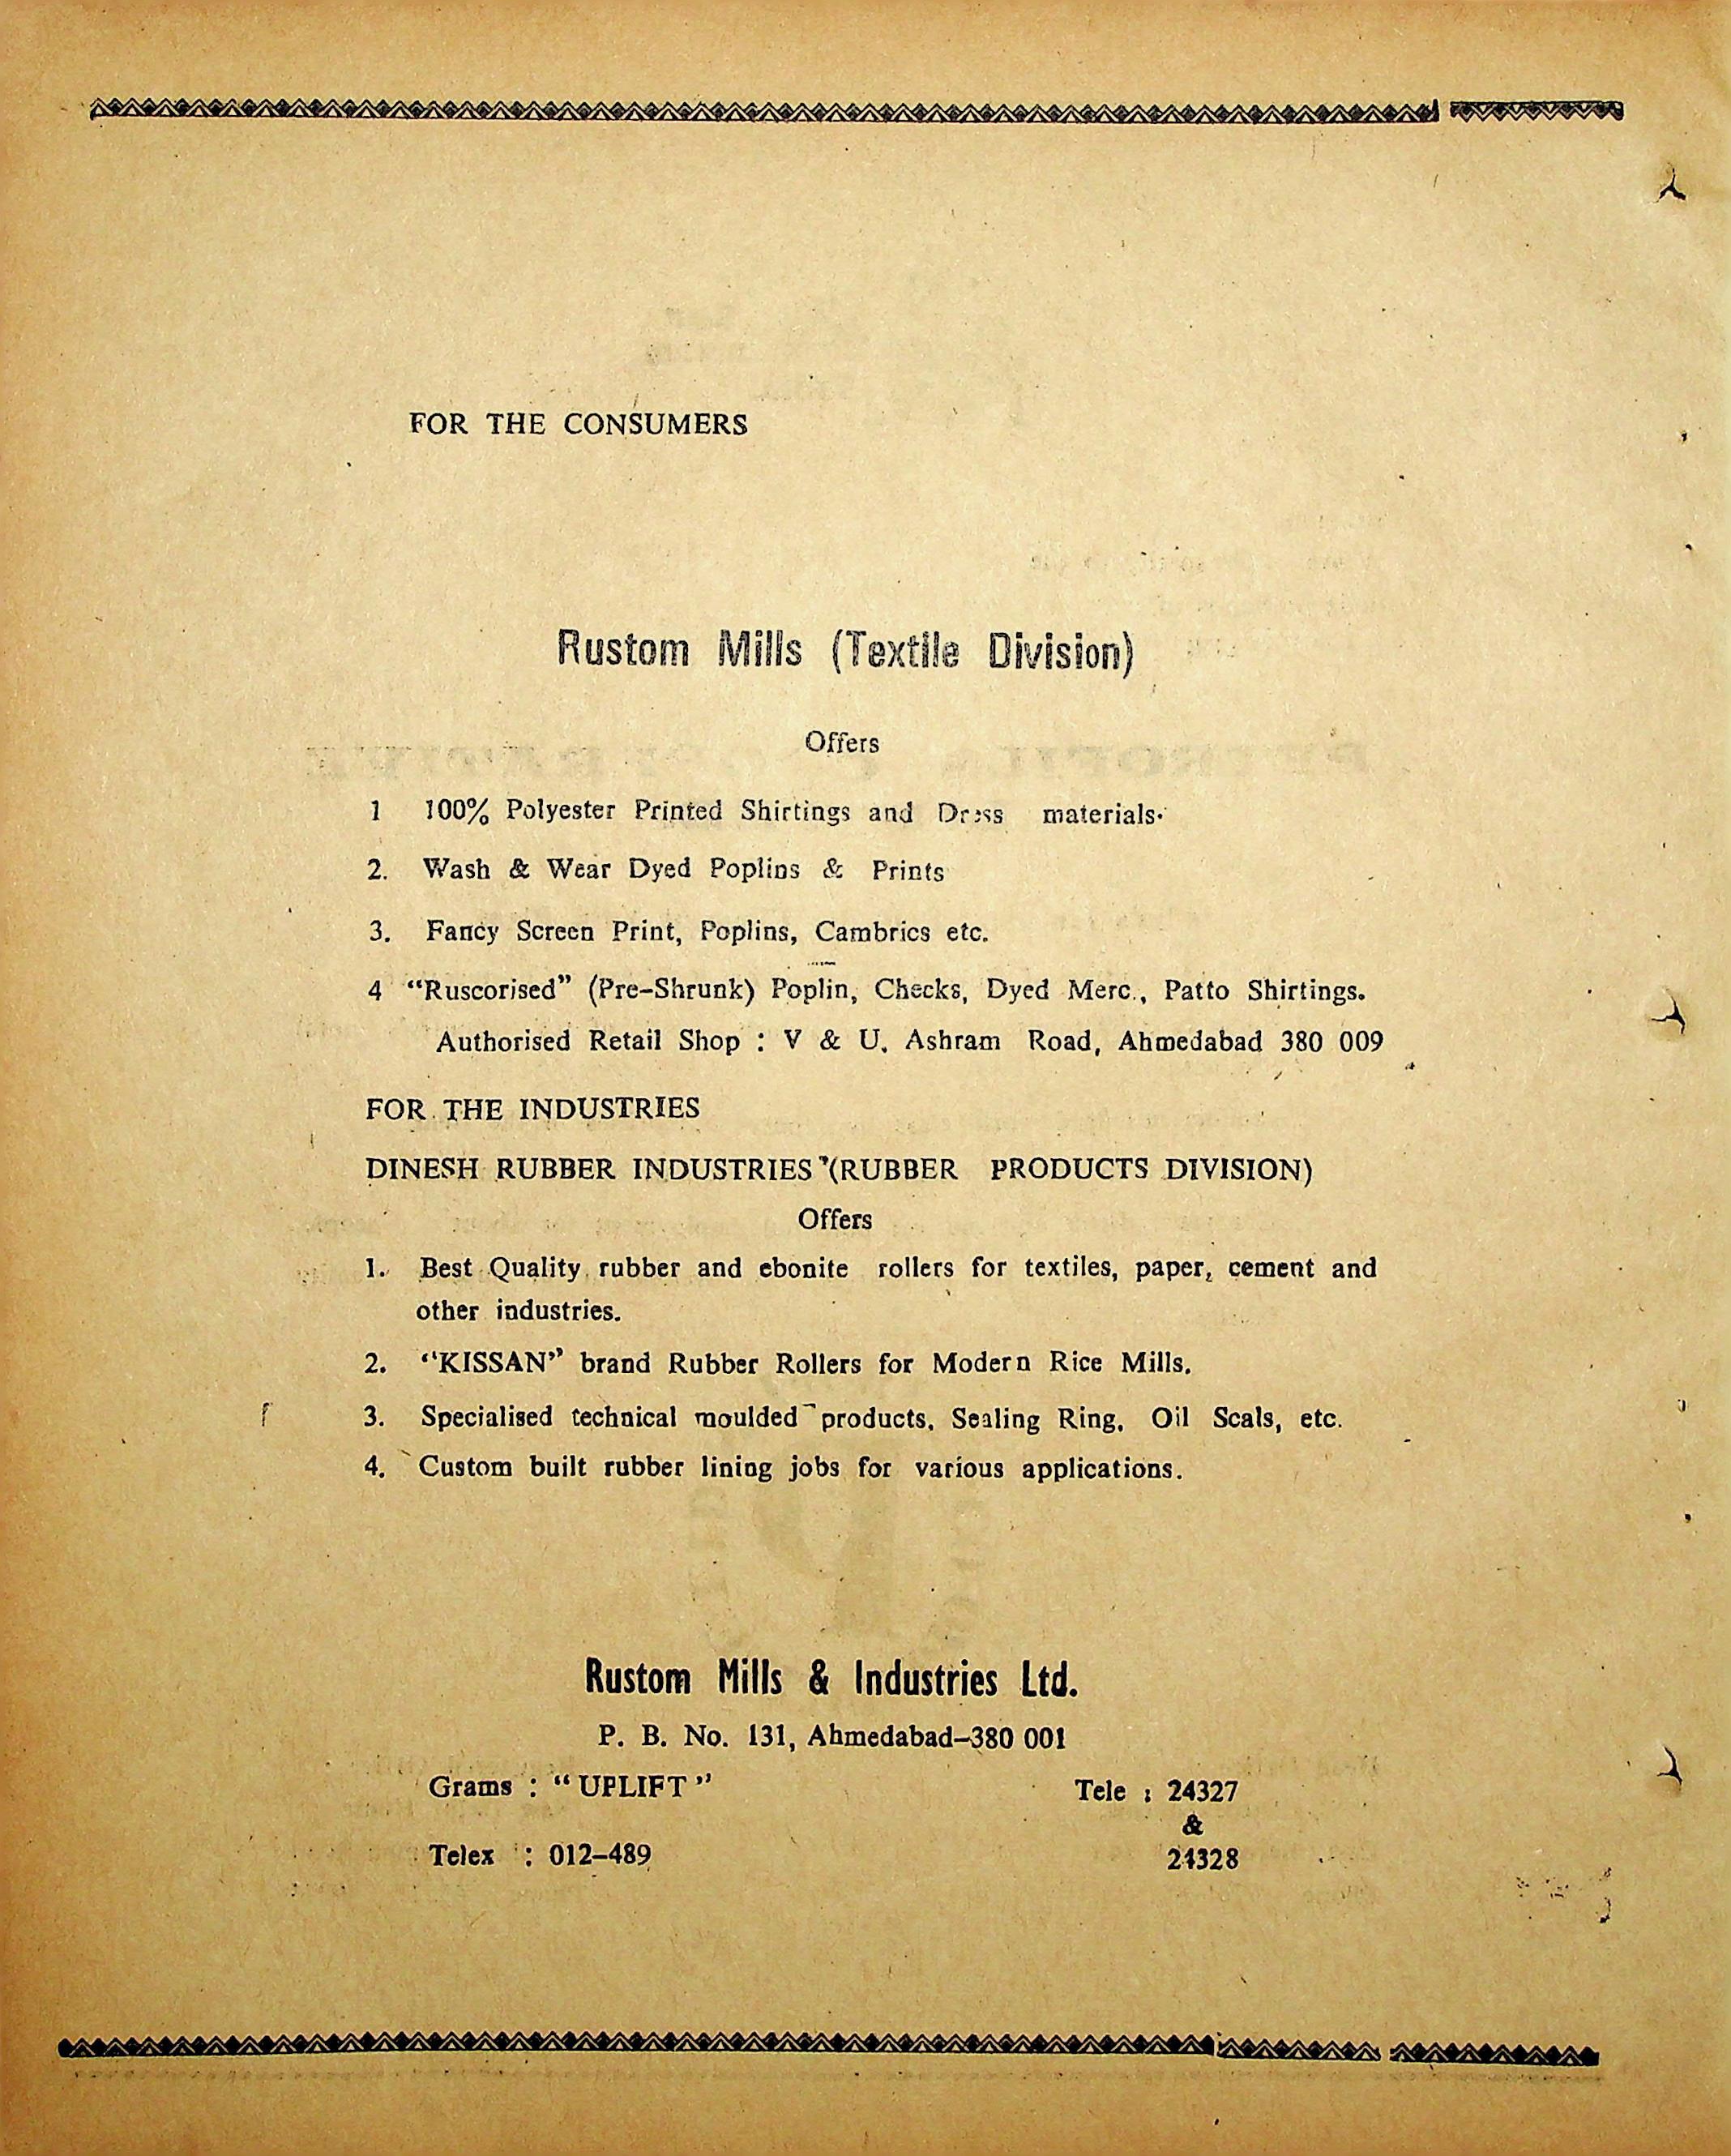 FOR THE CONSUMERS
Rustom Mills (Textile Division)
Offers
1 100% Polyester Printed Shirtings and Dress materials.
2. Wash & Wear Dyed Poplins & Prints
3. Fancy Screen Print, Poplins, Cambrics etc.
4 “Ruscorised” (Pre-Shrunk) Poplin, Checks, Dyed Merc., Patto Shirtings.
Authorised Retail Shop : V & U. Ashram Road, Ahmedabad 380 009
FOR THE INDUSTRIES
DINESH RUBBER INDUSTRIES (RUBBER PRODUCTS DIVISION)
Offers
1. Best Quality rubber and ebonite rollers for textiles, paper, cement and
other industries.
2. “KISSAN” brand Rubber Rollers for Modern Rice Mills.
3. Specialised technical moulded products, Sealing Ring, Oil Seals, etc.
4. Custom built rubber lining jobs for various applications.
Rustom Mills & Industries Ltd.
P. B. No. 131, Ahmedabad-380 001
Grams : “ UPLIFT ” Tele : 24327
&
Telex : 012-489 24328